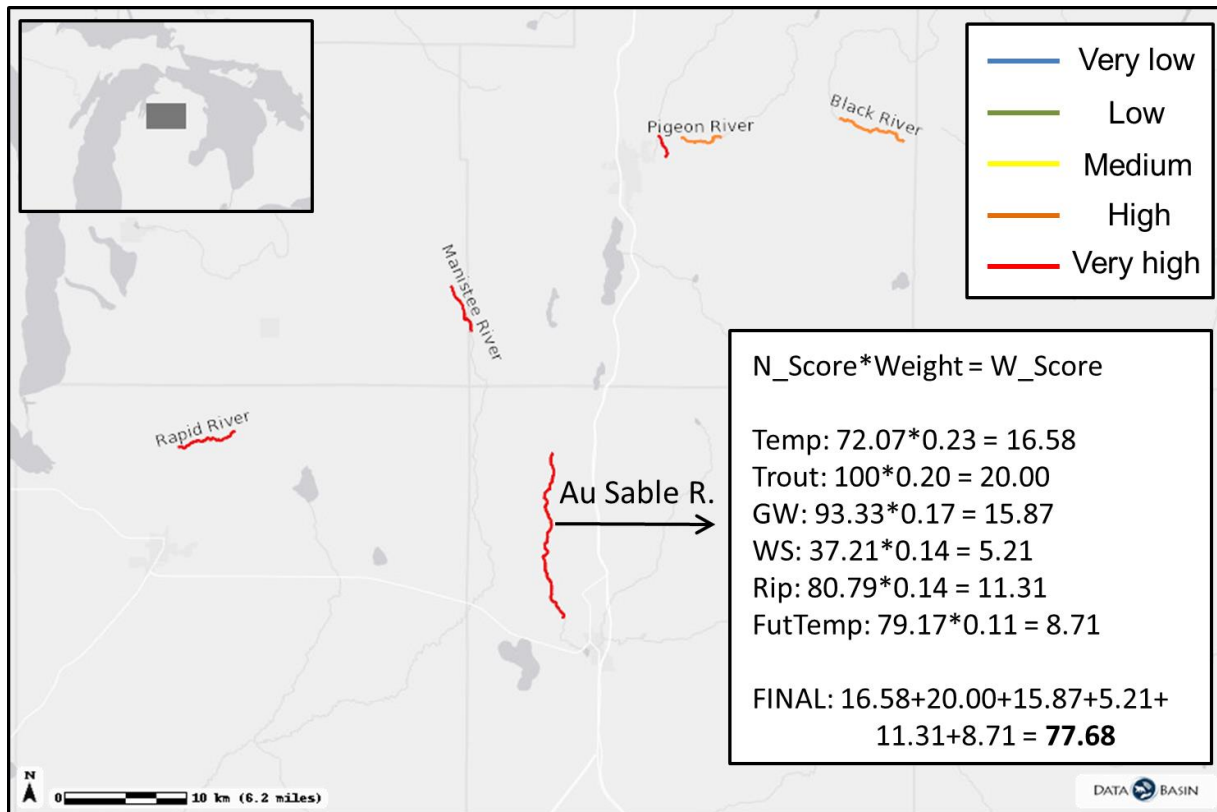 Very low
Low
Medium
High
Very high
Pigeon River
Black River
Manistee River
Rapid River
Au Sable R.
N_Score*Weight = W_Score
Temp: 72.07*0.23 = 16.58
Trout: 100*0.20 = 20.00
GW: 93.33*0.17 = 15.87
WS: 37.21*0.14 = 5.21
Rip: 80.79*0.14 = 11.31
FutTemp: 79.17*0.11 = 8.71
FINAL: 16.58+20.00+15.87+5.21+
11.31+8.71 = 77.68
N
0 10 km (6.2 miles)
DATA BASIN